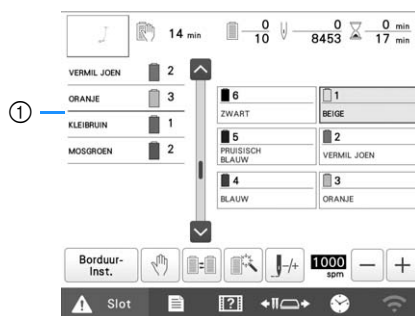 14 min
0
10
0
8453
0 min
17 min
VERMIL JOEN 2
ORANJE 3
KLEIBRUIN 1
MOSGROEN 2
1
6
ZWART
1
BEIGE
5
PRUISISCH
BLAUW
2
VERMIL JOEN
4
BLAUW
3
ORANJE
Borduur-
Inst.
-/+
1000
spm
− +
Slot
?